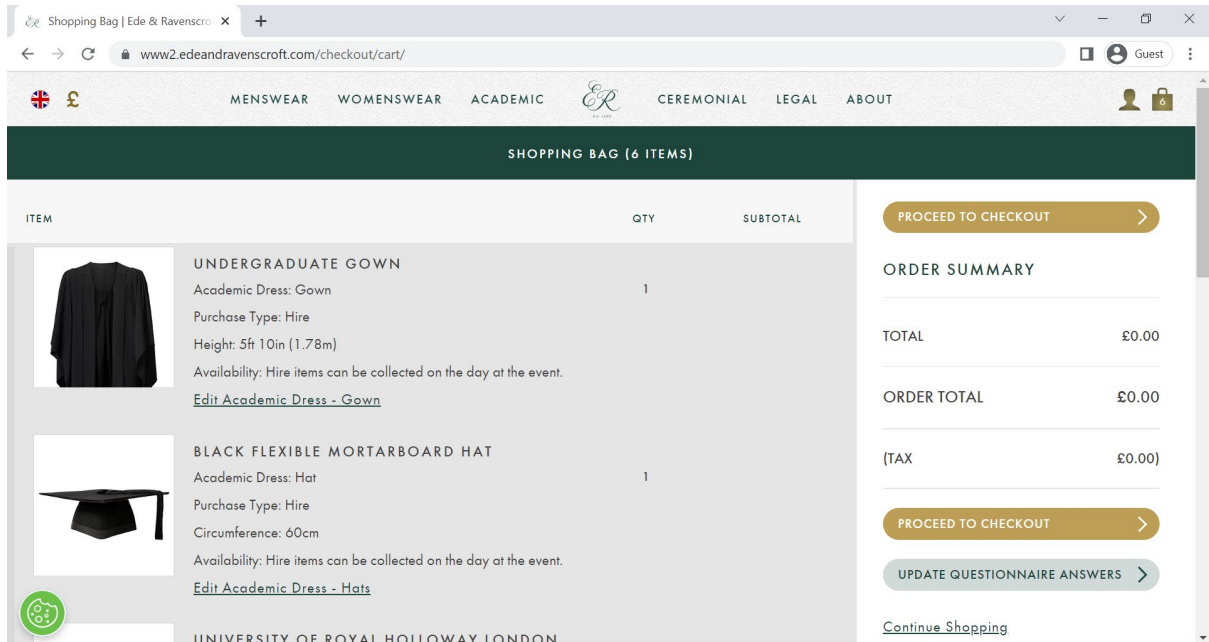 Shopping Bag | Ede & Ravenscro
www2.edeandravenscroft.com/checkout/cart/
Guest
£
MENSWEAR
WOMENSWEAR
ACADEMIC
ER
CEREMONIAL
LEGAL
ABOUT
6
SHOPPING BAG (6 ITEMS)
ITEM
QTY
SUBTOTAL
UNDERGRADUATE GOWN
Academic Dress: Gown
1
Purchase Type: Hire
Height: 5ft 10in (1.78m)
Availability: Hire items can be collected on the day at the event.
Edit Academic Dress - Gown
BLACK FLEXIBLE MORTARBOARD HAT
Academic Dress: Hat
1
Purchase Type: Hire
Circumference: 60cm
Availability: Hire items can be collected on the day at the event.
Edit Academic Dress - Hats
UNIVERSITY OF ROYAL HOLLOWAY LONDON
PROCEED TO CHECKOUT
ORDER SUMMARY
TOTAL £0.00
ORDER TOTAL £0.00
(TAX £0.00)
PROCEED TO CHECKOUT
UPDATE QUESTIONNAIRE ANSWERS
Continue Shopping